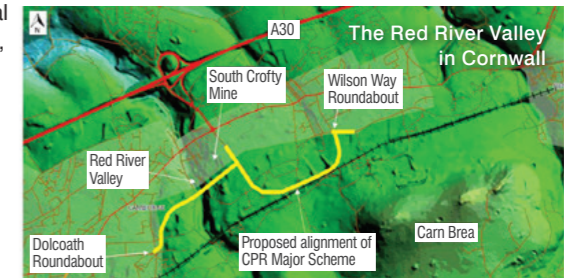 al
,
N
A30
The Red River Valley
in Cornwall
South Crofty
Mine
Wilson Way
Roundabout
Red River
Valley
Dolcoath
Roundabout
Proposed alignment of
CPR Major Scheme
Carn Brea